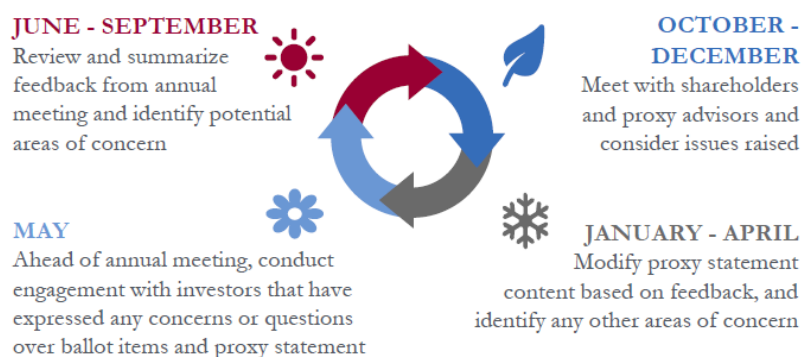 JUNE - SEPTEMBER
Review and summarize
feedback from annual
meeting and identify potential
areas of concern
OCTOBER -
DECEMBER
Meet with shareholders
and proxy advisors and
consider issues raised
MAY
Ahead of annual meeting, conduct
engagement with investors that have
expressed any concerns or questions
over ballot items and proxy statement
JANUARY - APRIL
Modify proxy statement
content based on feedback, and
identify any other areas of concern